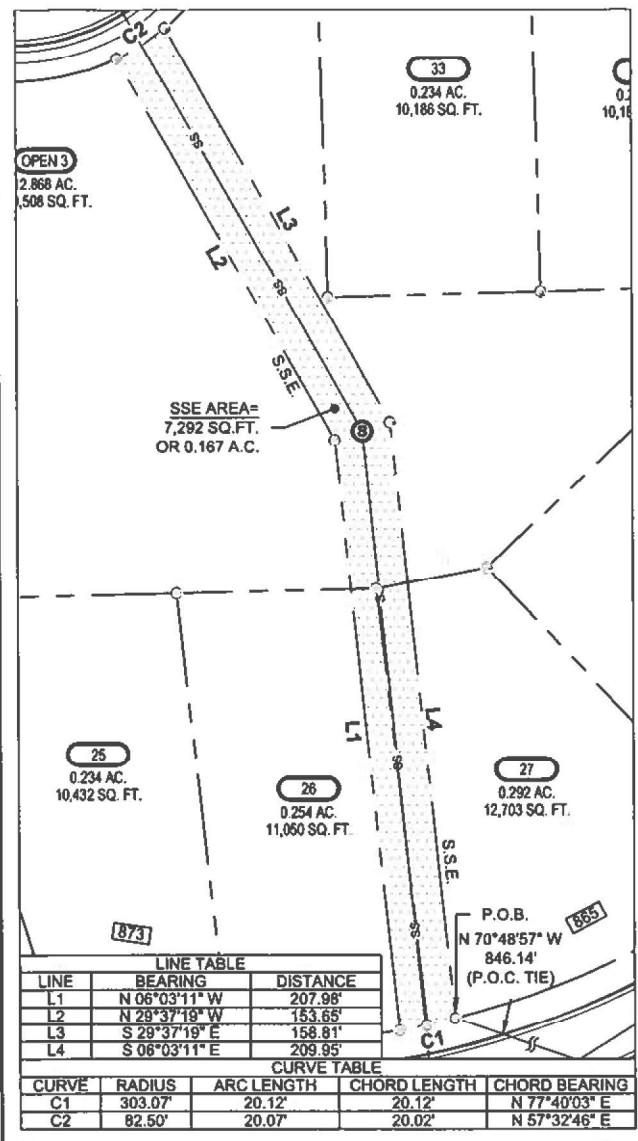 C2
33
0.234 AC.
10,186 SQ. FT.
OPEN 3
2.868 AC.
,508 SQ. FT.
SS
L3
L2
SS
S.S.E.
SSE AREA=
7,292 SQ.FT.
OR 0.167 A.C.
S
L1
L4
SS
25
0.234 AC.
10,432 SQ. FT.
26
0.254 AC.
11,050 SQ. FT.
27
0.292 AC.
12,703 SQ. FT.
S.S.E.
SS
873
865
P.O.B.
N 70°48'57" W
846.14'
(P.O.C. TIE)
C1
LINE TABLE
LINE BEARING DISTANCE
L1 N 06°03'11" W 207.98'
L2 N 29°37'19" W 153.65'
L3 S 29°37'19" E 158.81'
L4 S 06°03'11" E 209.95'
CURVE TABLE
CURVE RADIUS ARC LENGTH CHORD LENGTH CHORD BEARING
C1 303.07' 20.12' 20.12' N 77°40'03" E
C2 82.50' 20.07' 20.02' N 57°32'46" E